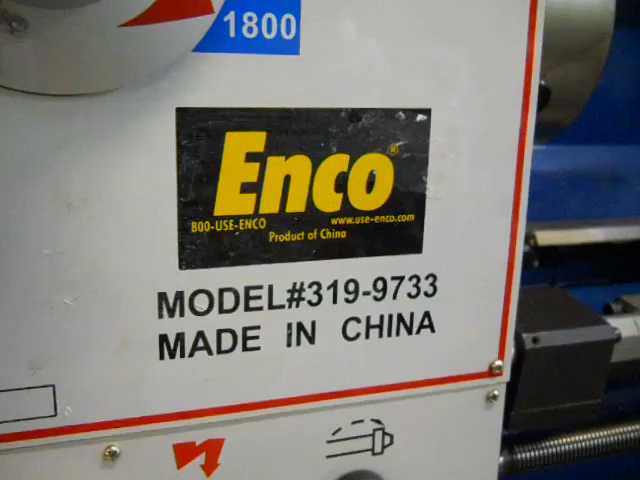 1800
Enco®
800-USE-ENCO www.use-enco.com
Product of China
MODEL#319-9733
MADE IN CHINA